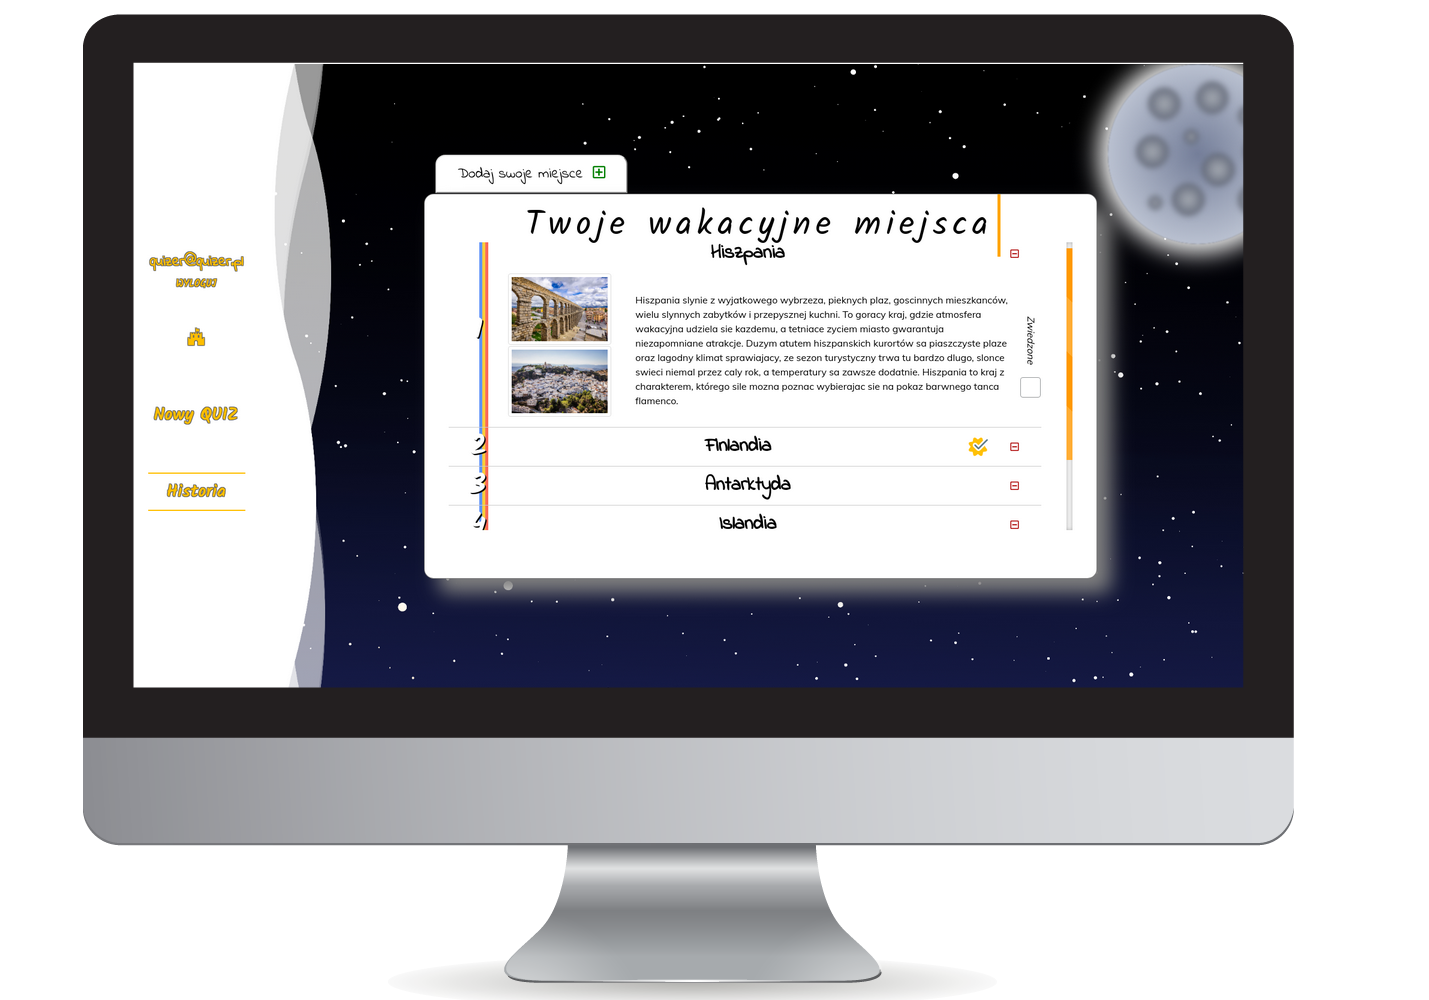 Dodaj swoje miejsce
Twoje wakacyjne miejsca
quizer@quizer.pl
WYLOGUJ
Nowy QUIZ
Historia
1
Hiszpania
Hiszpania slynie z wyjatkowego wybrzeza, pieknych plaz, goscinnych mieszkanców,
wielu slynnych zabytków i przepysznej kuchni. To goracy kraj, gdzie atmosfera
wakacyjna udziela sie kazdemu, a tetniace zyciem miasto gwarantuja
niezapomniane atrakcje. Duzym atutem hiszpanskich kurortów sa piaszczyste plaze
oraz lagodny klimat sprawiajacy, ze sezon turystyczny trwa tu bardzo dlugo, slonce
swieci niemal przez caly rok, a temperatury sa zawsze dodatnie. Hiszpania to kraj z
charakterem, którego sile mozna poznac wybierajac sie na pokaz barwnego tanca
flamenco.
Zwiedzone
2 Finlandia
3 Antarktyda
4 Islandia